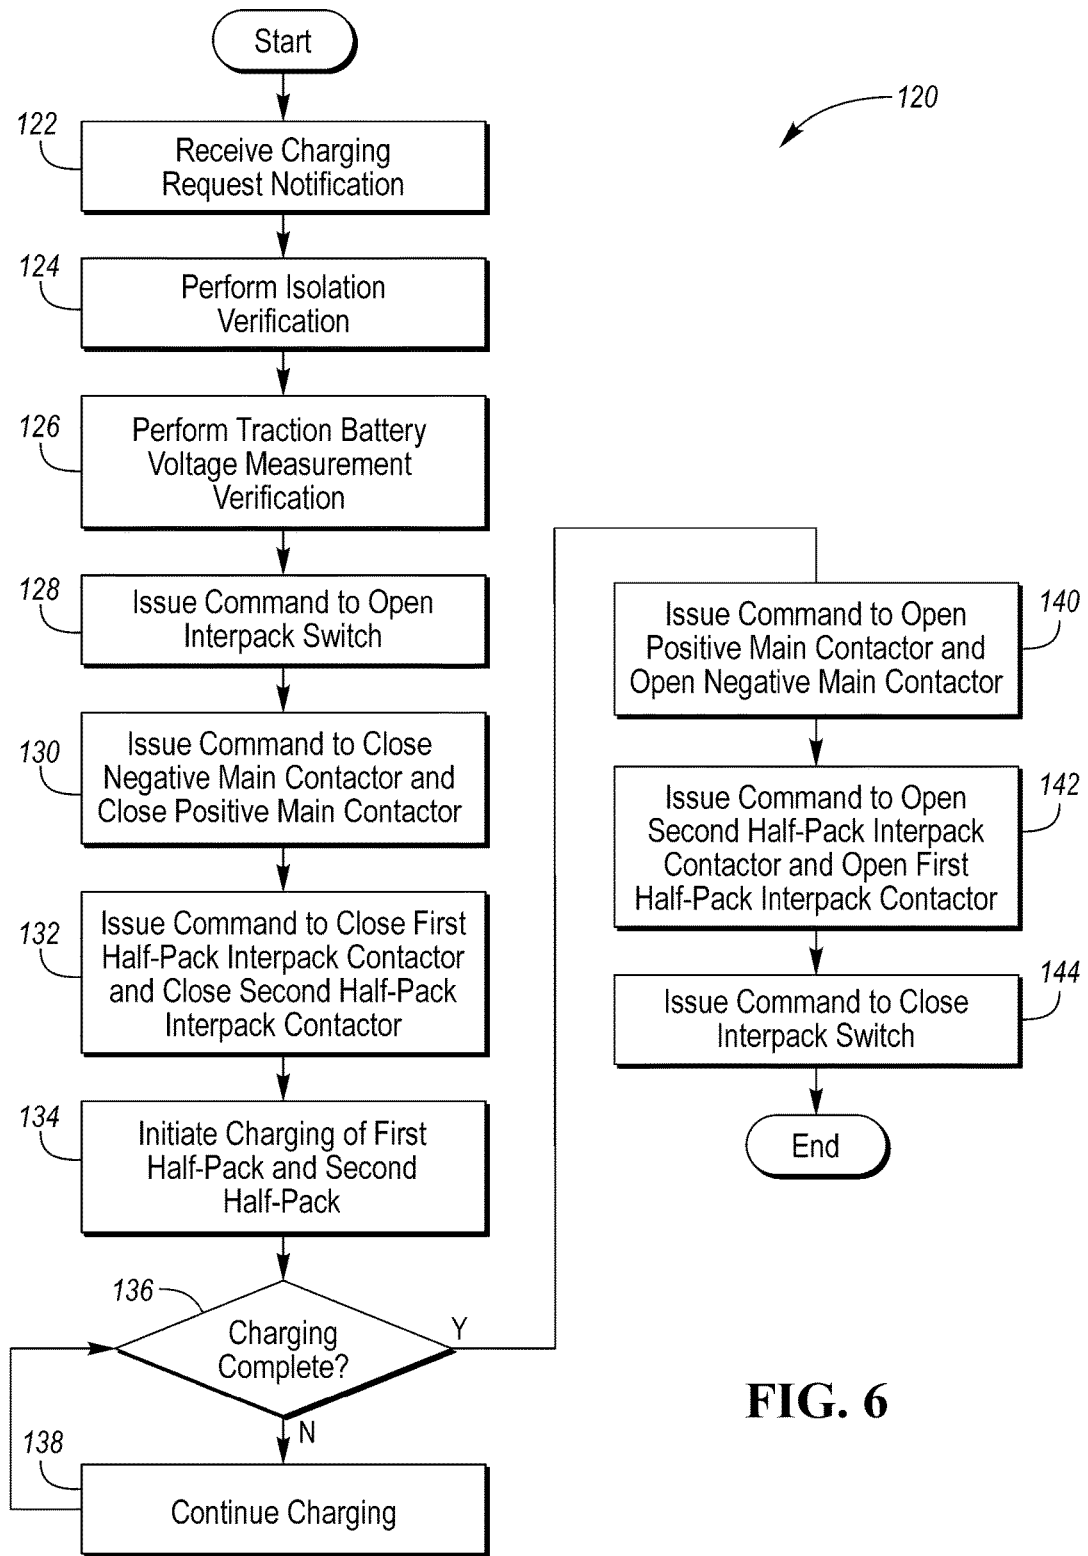 Start
120
122
Receive Charging
Request Notification
124
Perform Isolation
Verification
126
Perform Traction Battery
Voltage Measurement
Verification
128
Issue Command to Open
Interpack Switch
130
Issue Command to Close
Negative Main Contactor and
Close Positive Main Contactor
132
Issue Command to Close First
Half-Pack Interpack Contactor
and Close Second Half-Pack
Interpack Contactor
134
Initiate Charging of First
Half-Pack and Second
Half-Pack
136
Charging
Complete?
Y
N
138
Continue Charging
140
Issue Command to Open
Positive Main Contactor and
Open Negative Main Contactor
142
Issue Command to Open
Second Half-Pack Interpack
Contactor and Open First
Half-Pack Interpack Contactor
144
Issue Command to Close
Interpack Switch
End
FIG. 6